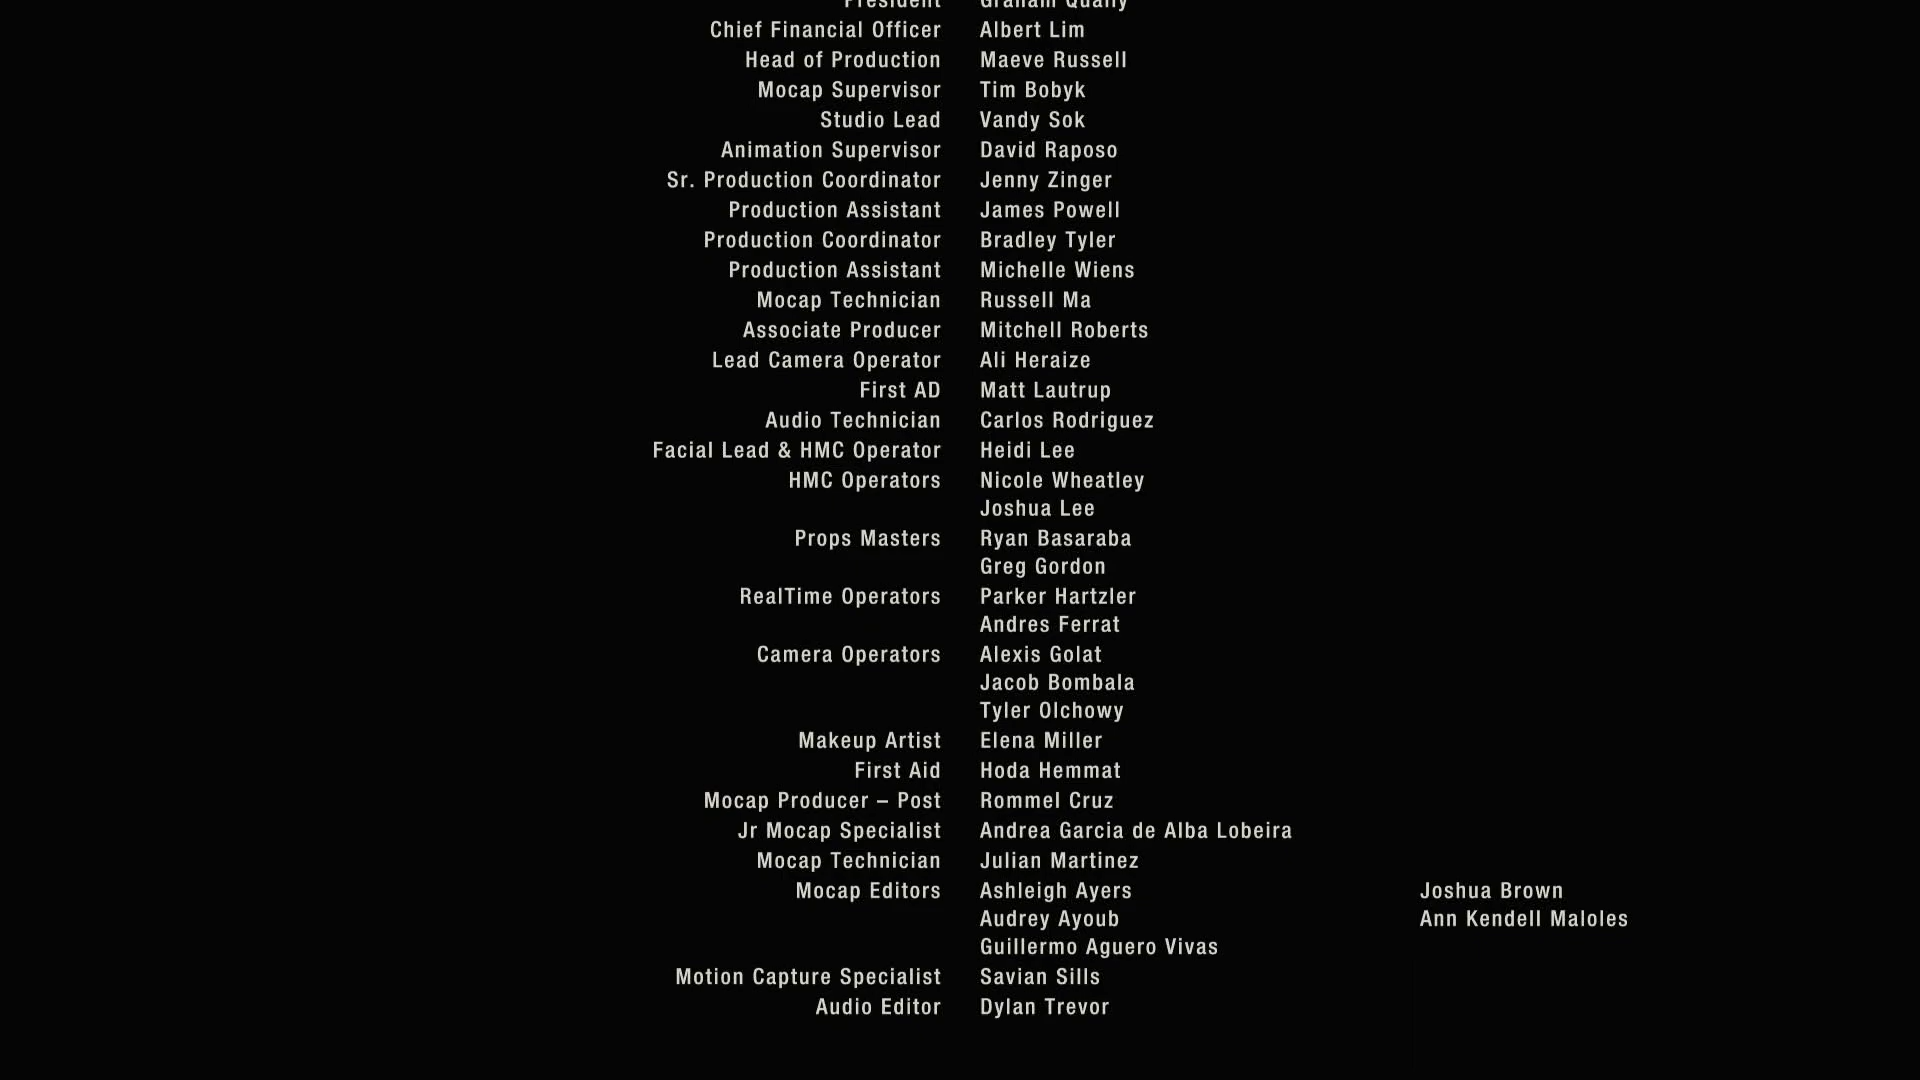 President Graham Qually
Chief Financial Officer Albert Lim
Head of Production Maeve Russell
Mocap Supervisor Tim Bobyk
Studio Lead Vandy Sok
Animation Supervisor David Raposo
Sr. Production Coordinator Jenny Zinger
Production Assistant James Powell
Production Coordinator Bradley Tyler
Production Assistant Michelle Wiens
Mocap Technician Russell Ma
Associate Producer Mitchell Roberts
Lead Camera Operator Ali Heraize
First AD Matt Lautrup
Audio Technician Carlos Rodriguez
Facial Lead & HMC Operator Heidi Lee
HMC Operators Nicole Wheatley
Joshua Lee
Props Masters Ryan Basaraba
Greg Gordon
RealTime Operators Parker Hartzler
Andres Ferrat
Camera Operators Alexis Golat
Jacob Bombala
Tyler Olchowy
Makeup Artist Elena Miller
First Aid Hoda Hemmat
Mocap Producer – Post Rommel Cruz
Jr Mocap Specialist Andrea Garcia de Alba Lobeira
Mocap Technician Julian Martinez
Mocap Editors Ashleigh Ayers Joshua Brown
Audrey Ayoub Ann Kendell Maloles
Guillermo Aguero Vivas
Motion Capture Specialist Savian Sills
Audio Editor Dylan Trevor